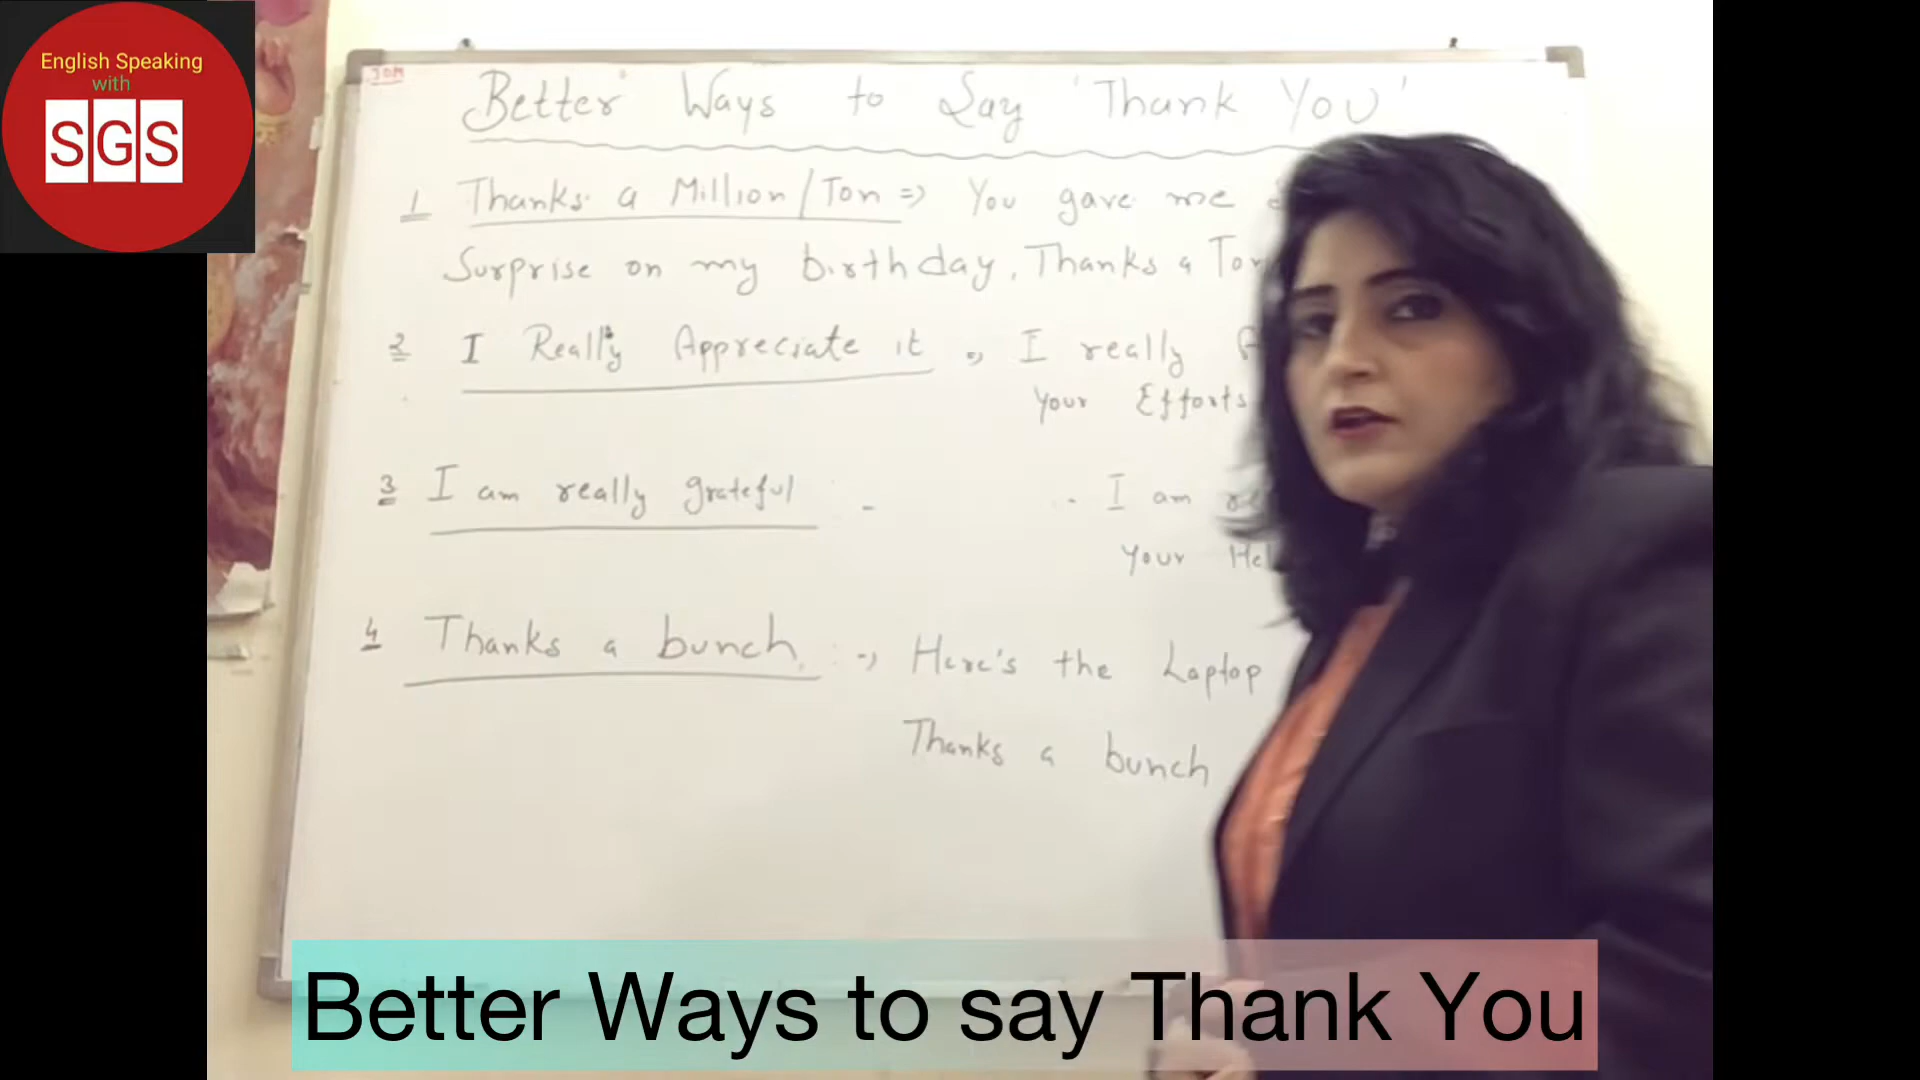 English Speaking
with
SGS
Better Ways to Say 'Thank You'
1 Thanks a Million/Ton => You gave me
Surprise on my birthday. Thanks a Ton
2 I Really Appreciate it I really
your Efforts
3 I am really grateful - I am
your
4 Thanks a bunch. -> Here's the Laptop
Thanks a bunch
Better Ways to say Thank You